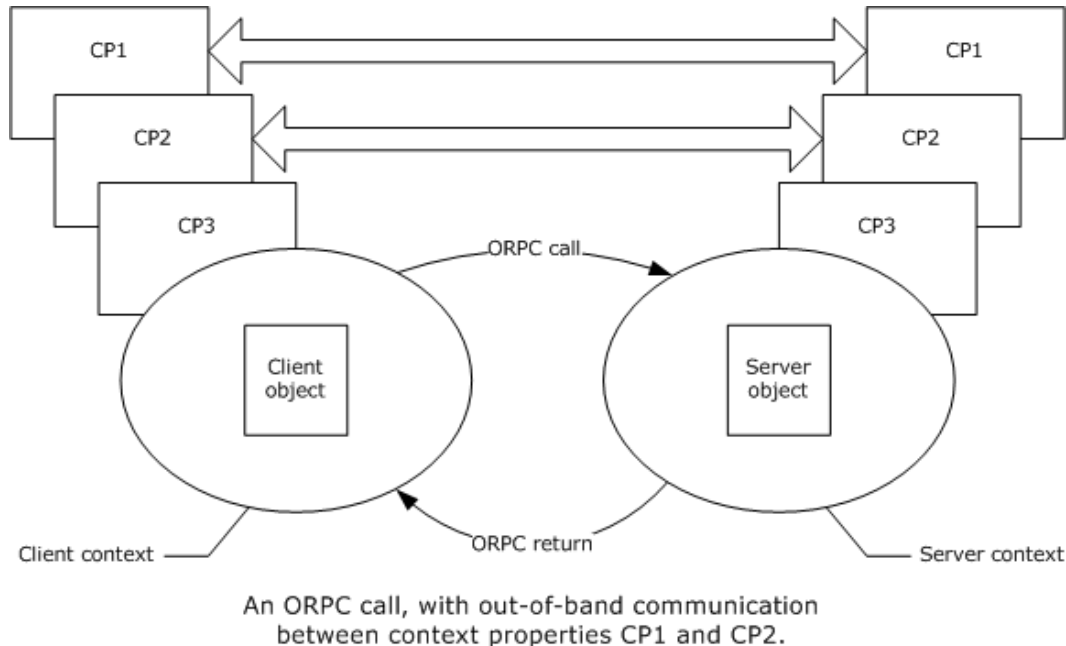 CP1
CP1
CP2
CP2
CP3
CP3
ORPC call
Client
object
Server
object
ORPC return
Client context
Server context
An ORPC call, with out-of-band communication
between context properties CP1 and CP2.